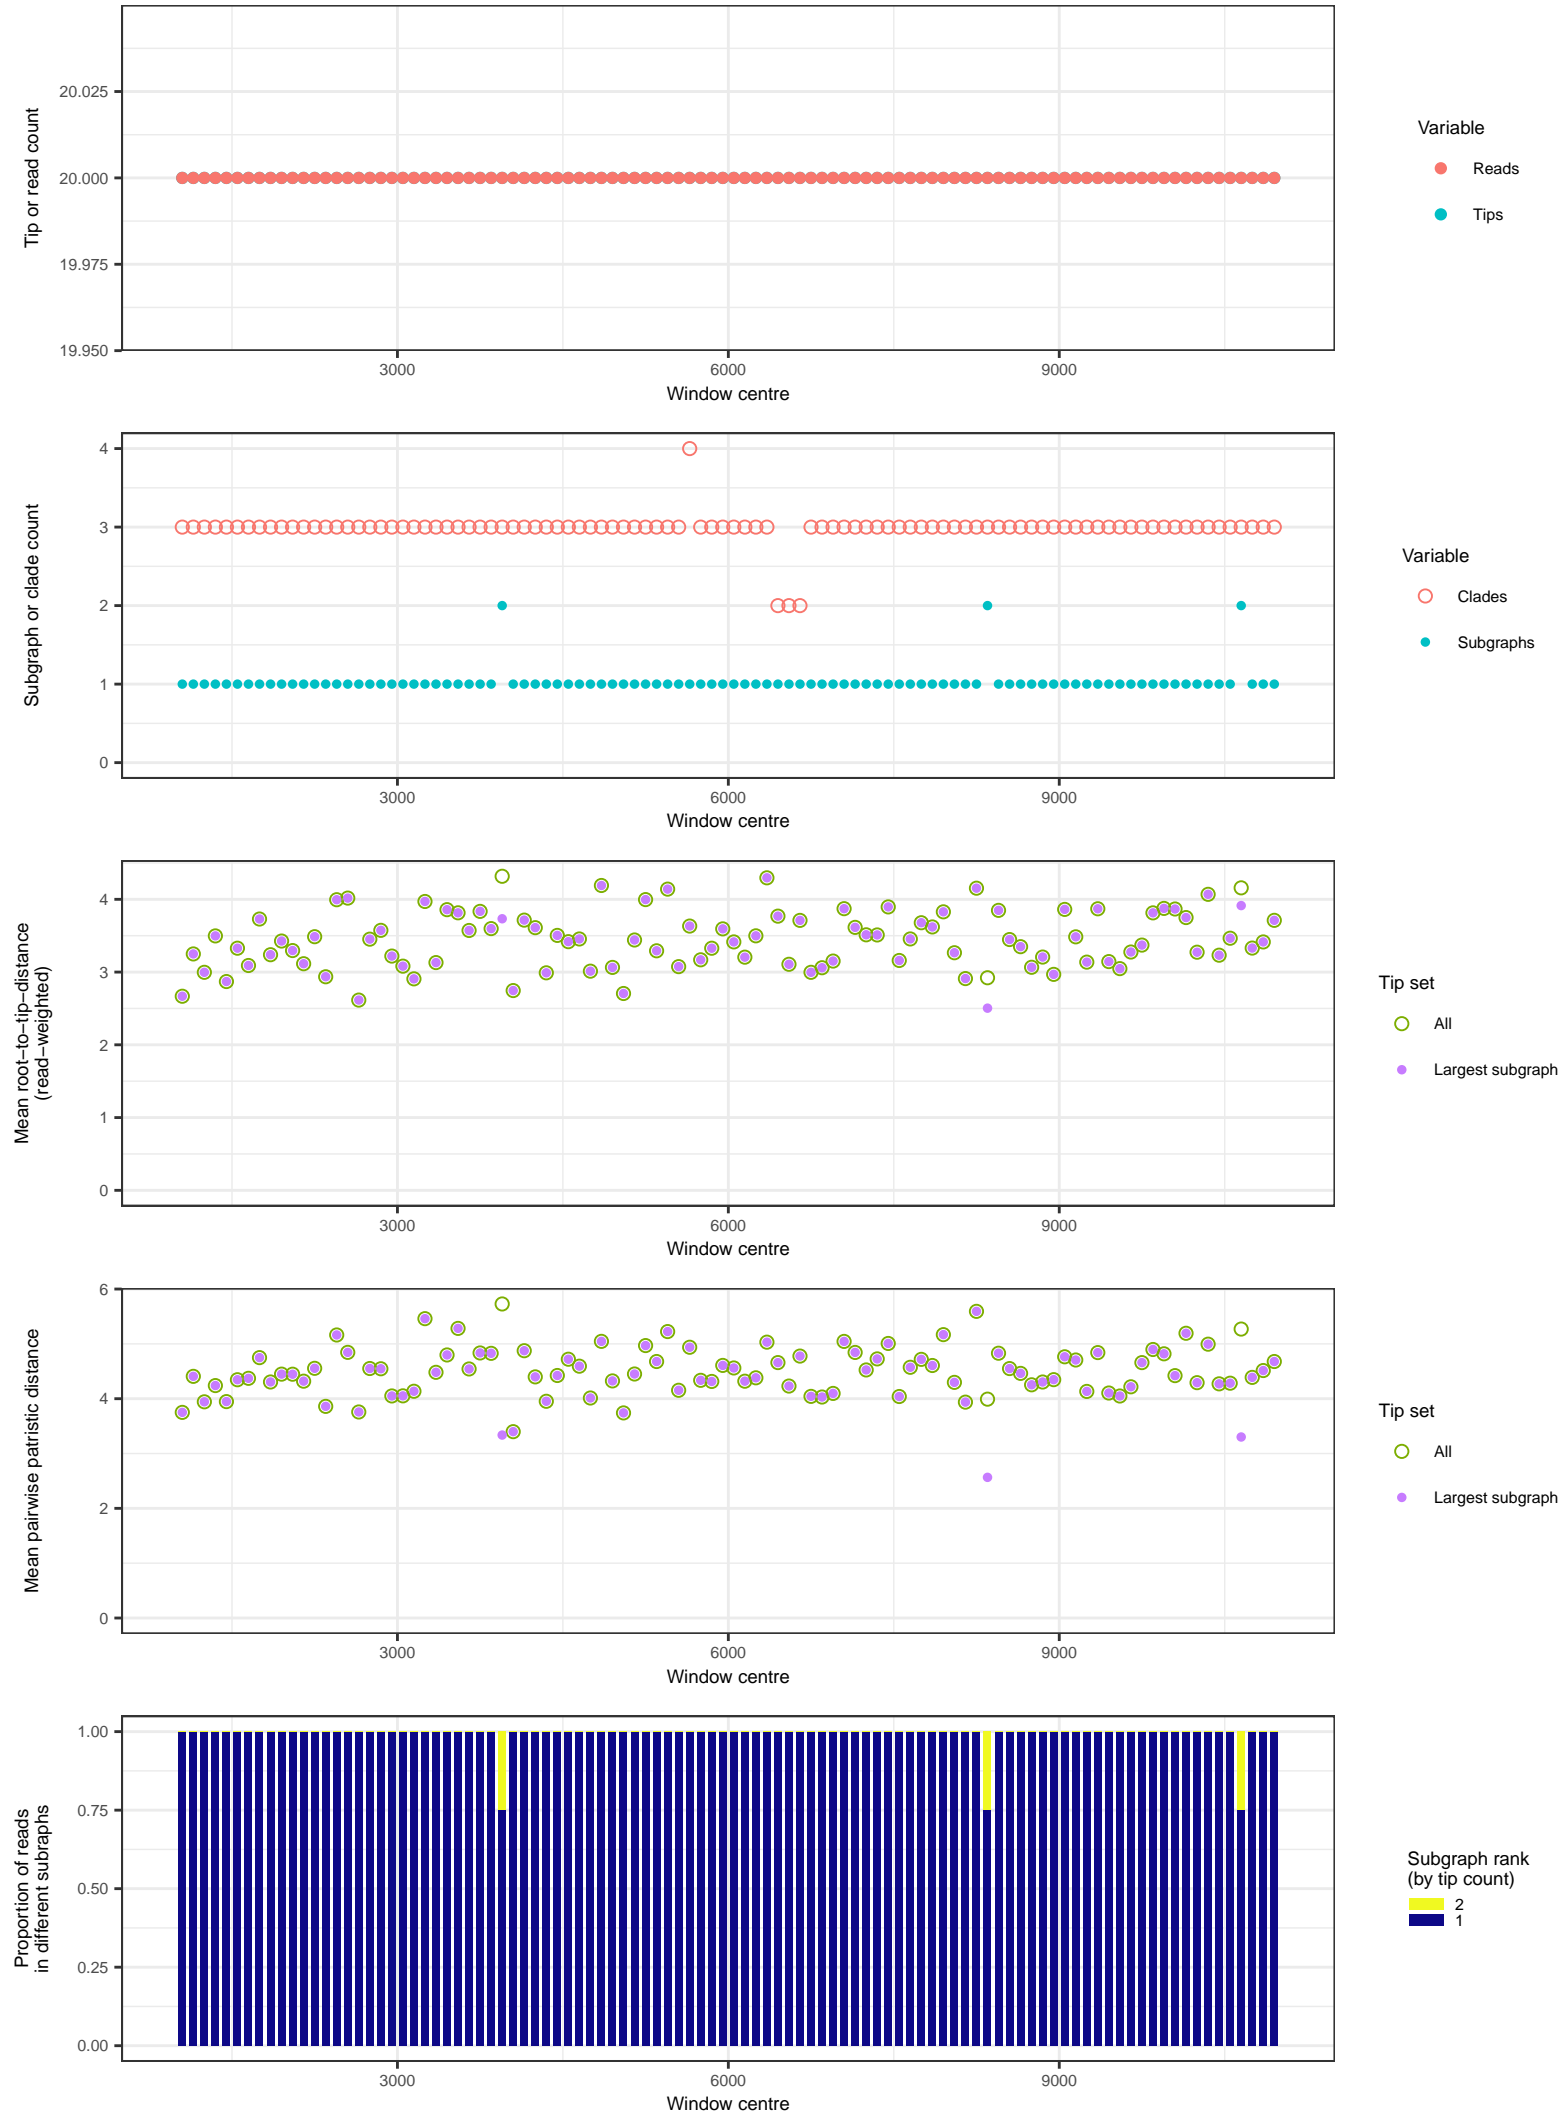 Tip or read count
20.025
20.000
19.975
19.950
3000
6000
9000
Window centre
Variable
Reads
Tips
Subgraph or clade count
4
3
2
1
0
3000
6000
9000
Window centre
Variable
Clades
Subgraphs
Mean root−to−tip−distance
(read−weighted)
4
3
2
1
0
3000
6000
9000
Window centre
Tip set
All
Largest subgraph
Mean pairwise patristic distance
6
4
2
0
3000
6000
9000
Window centre
Tip set
All
Largest subgraph
Proportion of reads
in different subraphs
1.00
0.75
0.50
0.25
0.00
3000
6000
9000
Window centre
Subgraph rank
(by tip count)
2
1